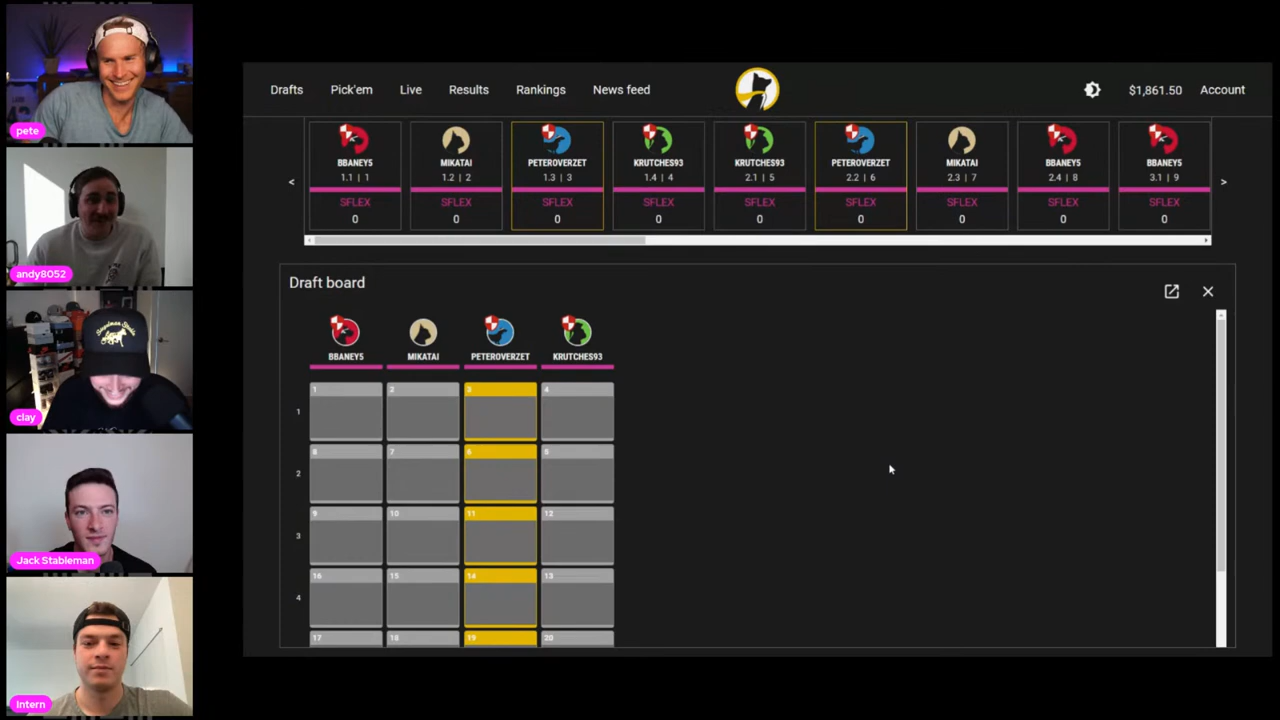 pete
andy8052
clay
Jack Stableman
Intern
Drafts Pick'em Live Results Rankings News feed $1,861.50 Account
< BBANEY5 MIKATAI PETEROVERZET KRUTCHES93 KRUTCHES93 PETEROVERZET MIKATAI BBANEY5 BBANEY5 >
1.1 | 1 1.2 | 2 1.3 | 3 1.4 | 4 2.1 | 5 2.2 | 6 2.3 | 7 2.4 | 8 3.1 | 9
SFLEX SFLEX SFLEX SFLEX SFLEX SFLEX SFLEX SFLEX SFLEX
0 0 0 0 0 0 0 0 0
Draft board
BBANEY5 MIKATAI PETEROVERZET KRUTCHES93
1 2 3 4
1
8 7 6 5
2
9 10 11 12
3
16 15 14 13
4
17 18 19 20